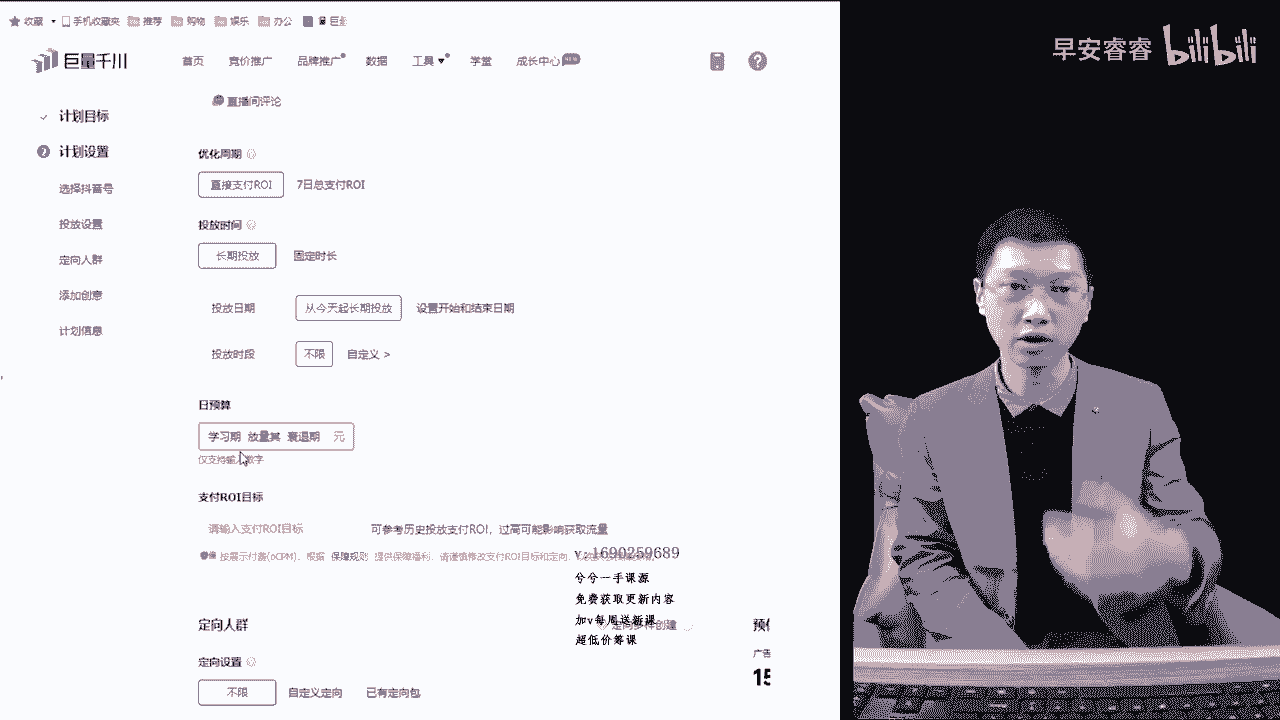 收藏 手机收藏夹 推荐 购物 娱乐 办公
早安睿睿 bilibili
巨量千川 首页 竞价推广 品牌推广 数据 工具 学堂 成长中心 NEW
直播间评论
计划目标
计划设置
选择抖音号
投放设置
定向人群
添加创意
计划信息
优化周期
直接支付ROI 7日总支付ROI
投放时间
长期投放 固定时长
投放日期 从今天起长期投放 设置开始和结束日期
投放时段 不限 自定义 >
日预算
学习期 放量其 衰退期 元
仅支持输入数字
支付ROI目标
请输入支付ROI目标 可参考历史投放支付ROI，过高可能影响获取流量
按展示付费(oCPM)，根据 保障规则 提供保障福利，请谨慎修改支付ROI目标和定向
v：1690259689
兮兮一手课源
免费获取更新内容
加v每周送新课
超低价筹课
定向人群
定向设置
不限 自定义定向 已有定向包
广告
15